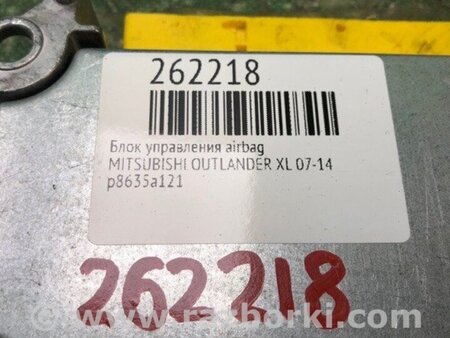 262218
Блок управления airbag
MITSUBISHI OUTLANDER XL 07-14
p8635a121
262218
© www.razborki.com